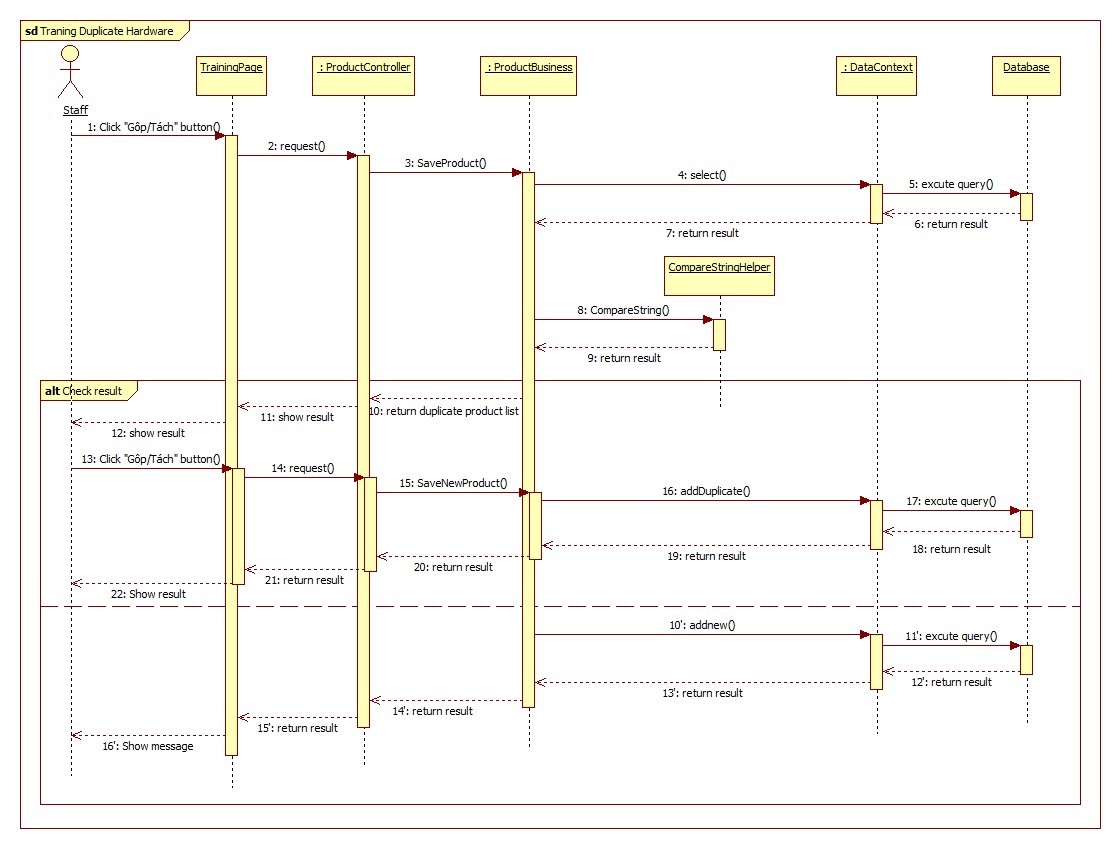 sd Traning Duplicate Hardware
Staff
TrainingPage
: ProductController
: ProductBusiness
: DataContext
Database
1: Click "Gộp/Tách" button()
2: request()
3: SaveProduct()
4: select()
5: excute query()
6: return result
7: return result
CompareStringHelper
8: CompareString()
9: return result
alt Check result
10: return duplicate product list
11: show result
12: show result
13: Click "Gộp/Tách" button()
14: request()
15: SaveNewProduct()
16: addDuplicate()
17: excute query()
18: return result
19: return result
20: return result
21: return result
22: Show result
10': addnew()
11': excute query()
12': return result
13': return result
14': return result
15': return result
16': Show message